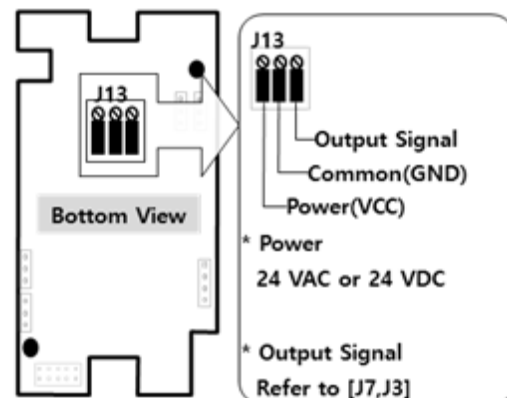 J13
Bottom View
J13
Output Signal
Common(GND)
Power(VCC)
* Power
24 VAC or 24 VDC
* Output Signal
Refer to [J7,J3]